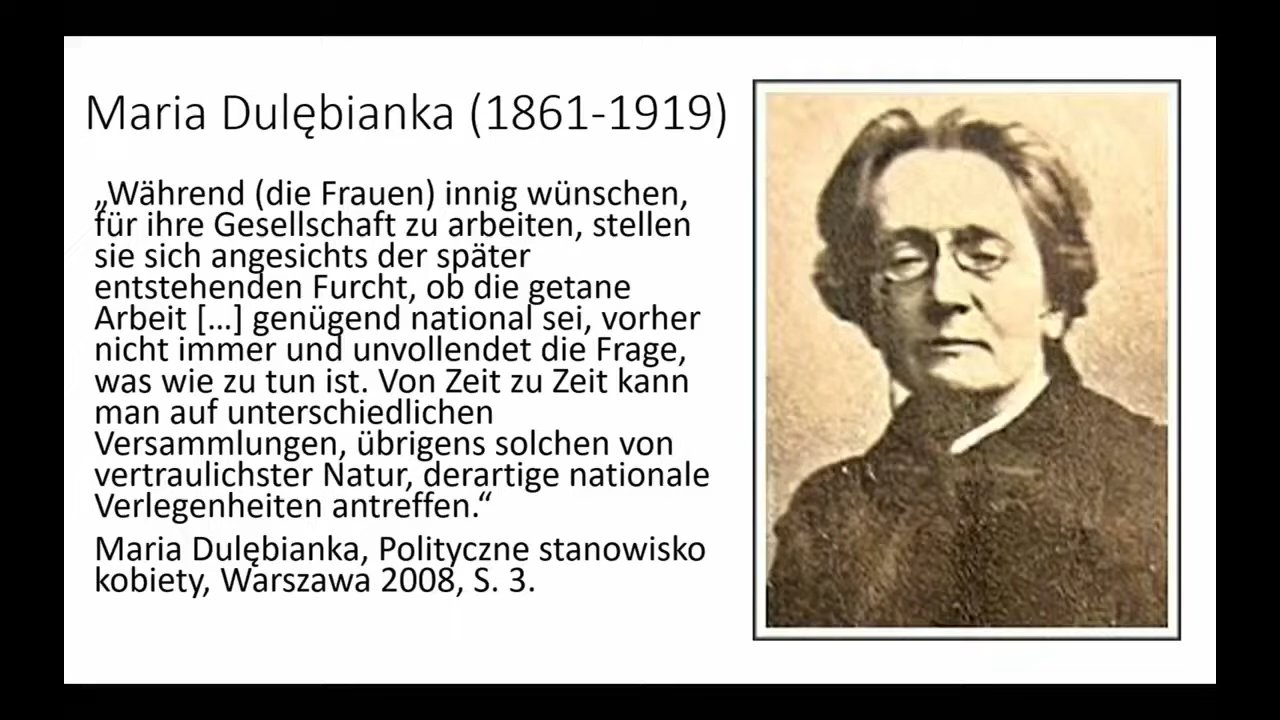 Maria Dulębianka (1861-1919)
„Während (die Frauen) innig wünschen,
für ihre Gesellschaft zu arbeiten, stellen
sie sich angesichts der später
entstehenden Furcht, ob die getane
Arbeit […] genügend national sei, vorher
nicht immer und unvollendet die Frage,
was wie zu tun ist. Von Zeit zu Zeit kann
man auf unterschiedlichen
Versammlungen, übrigens solchen von
vertraulichster Natur, derartige nationale
Verlegenheiten antreffen.“
Maria Dulębianka, Polityczne stanowisko
kobiety, Warszawa 2008, S. 3.